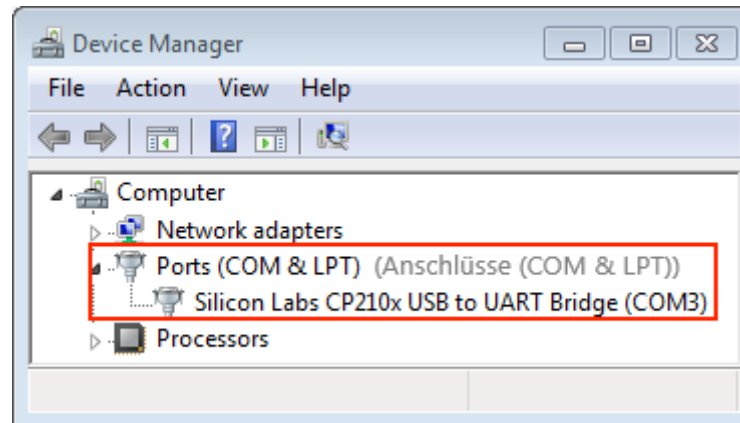 Device Manager
File Action View Help
Computer
Network adapters
Ports (COM & LPT) (Anschlüsse (COM & LPT))
Silicon Labs CP210x USB to UART Bridge (COM3)
Processors